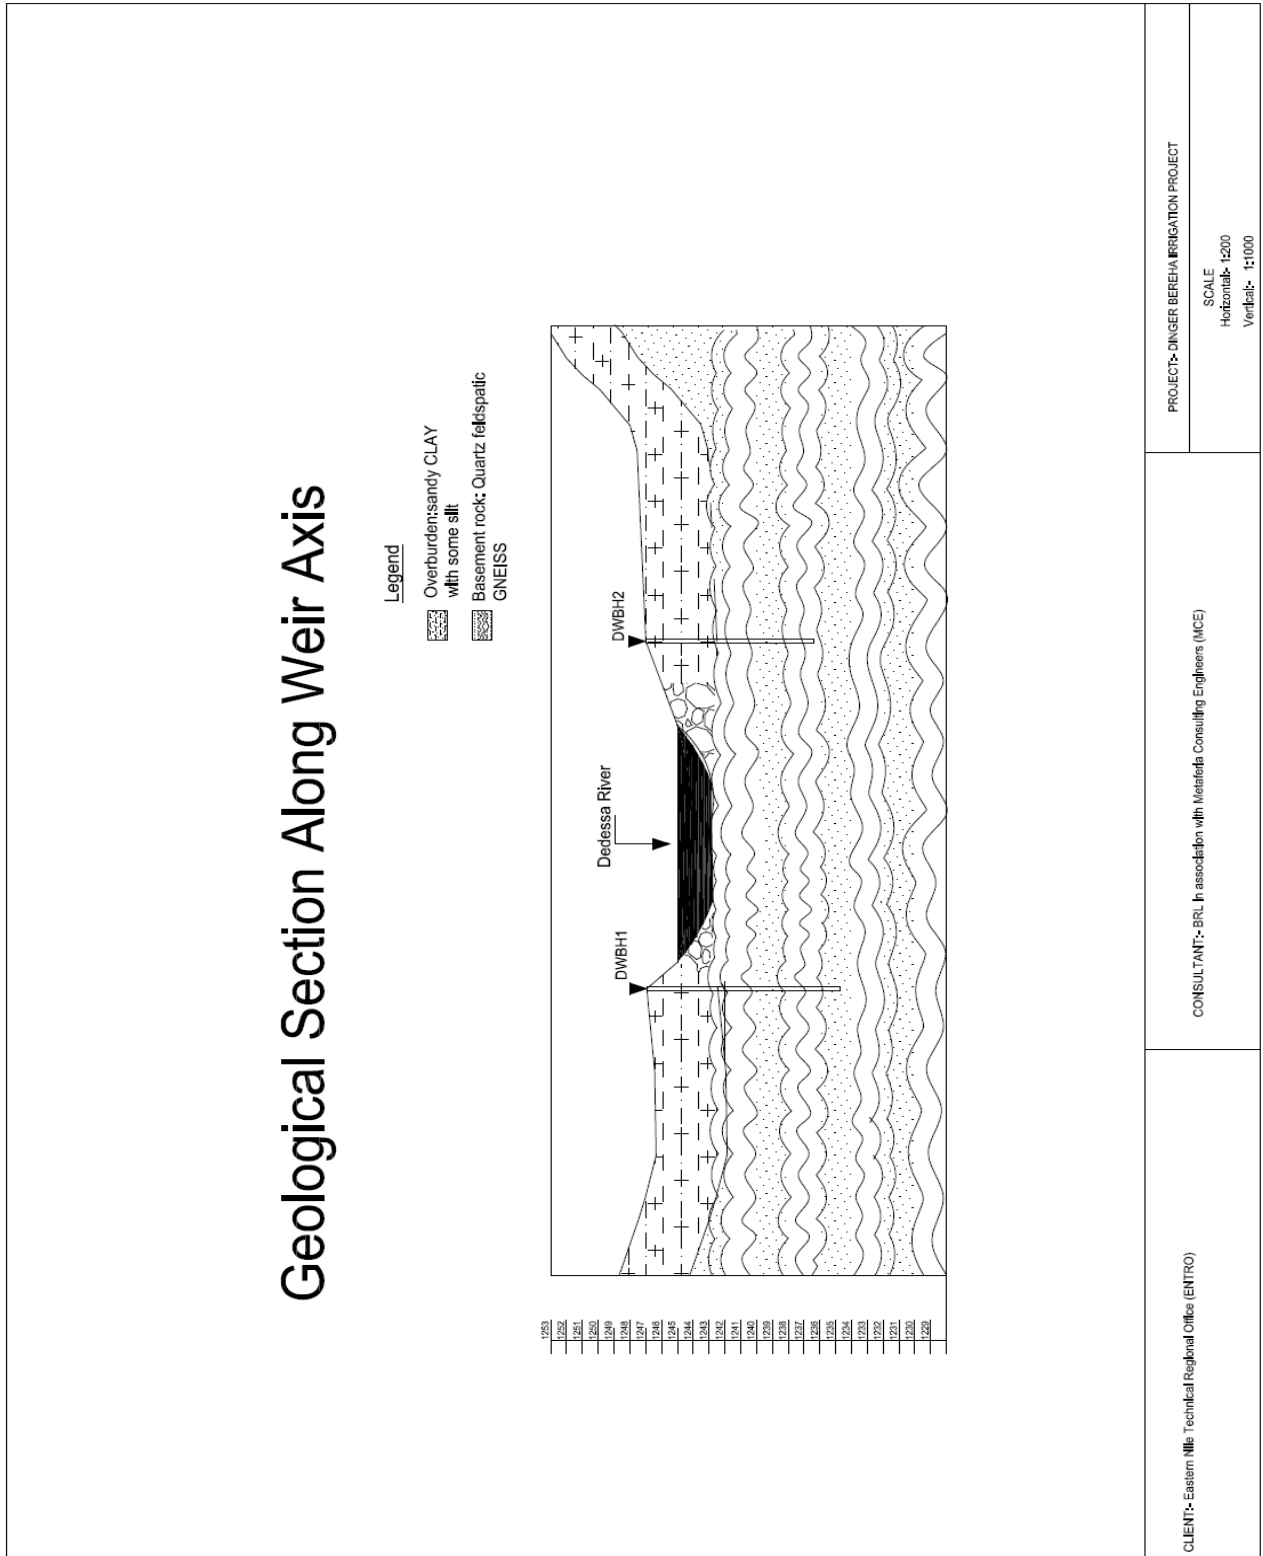 Geological Section Along Weir Axis
Legend
Overburden:sandy CLAY
with some silt
Basement rock: Quartz feldspatic
GNEISS
DWBH1
Dedessa River
DWBH2
1253
1252
1251
1250
1249
1248
1247
1246
1245
1244
1243
1242
1241
1240
1239
1238
1237
1236
1235
1234
1233
1232
1231
1230
1229
CLIENT:- Eastern Nile Technical Regional Office (ENTRO)
CONSULTANT:- BRL in association with Metaferia Consulting Engineers (MCE)
PROJECT:- DINGER BEREHA IRRIGATION PROJECT
SCALE
Horizontal:- 1:200
Vertical:- 1:1000